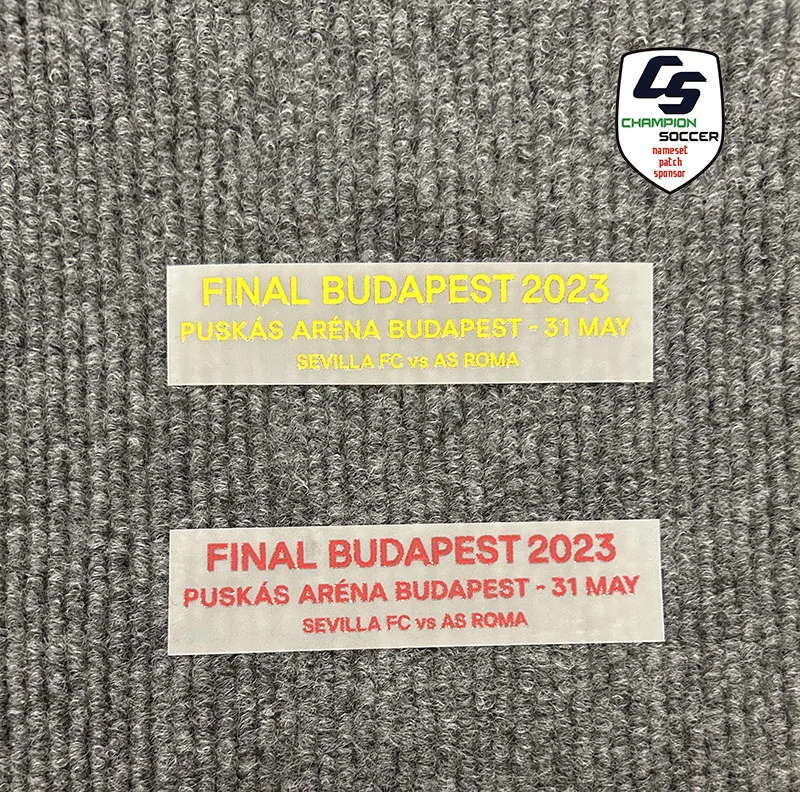 CS
CHAMPION
SOCCER
nameset
patch
sponsor
FINAL BUDAPEST 2023
PUSKÁS ARÉNA BUDAPEST - 31 MAY
SEVILLA FC vs AS ROMA
FINAL BUDAPEST 2023
PUSKÁS ARÉNA BUDAPEST - 31 MAY
SEVILLA FC vs AS ROMA